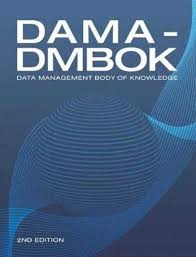 DAMA-
DMBOK
DATA MANAGEMENT BODY OF KNOWLEDGE
2ND EDITION